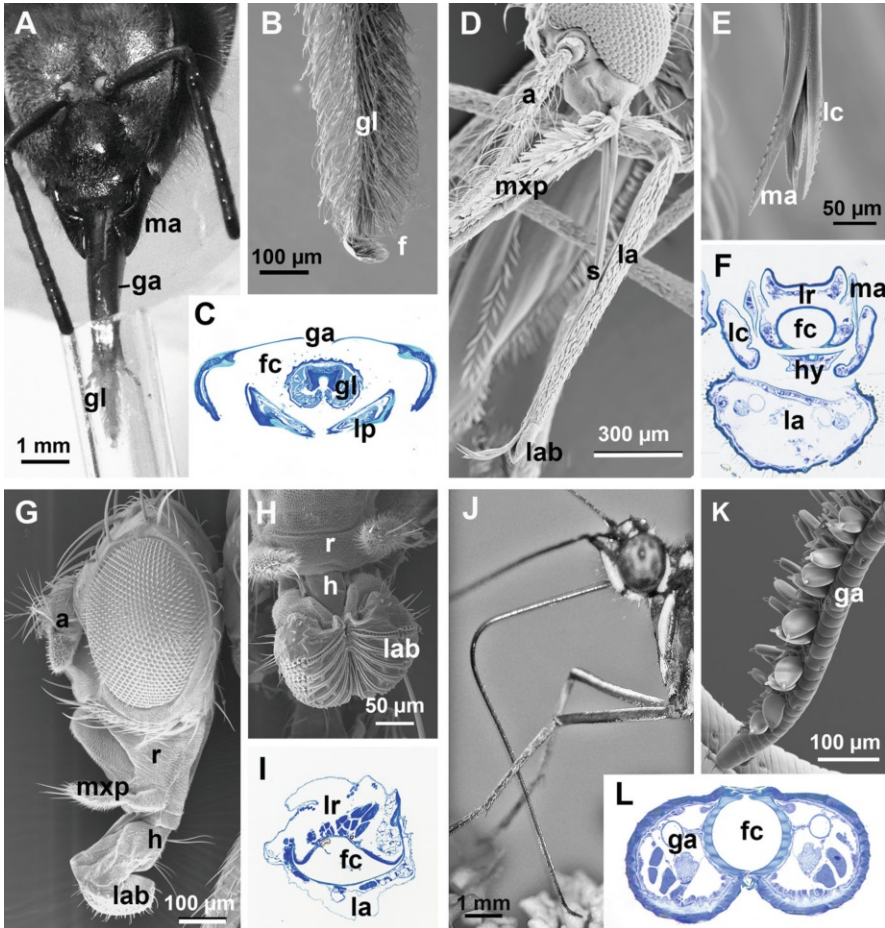 A
ma
ga
gl
1 mm
B
gl
f
100 µm
C
ga
fc
gl
lp
D
a
mxp
la
s
lab
300 µm
E
lc
ma
50 µm
F
lr
ma
lc
fc
hy
la
G
a
r
mxp
h
lab
100 µm
H
r
h
lab
50 µm
I
lr
fc
la
J
1 mm
K
ga
100 µm
L
ga
fc